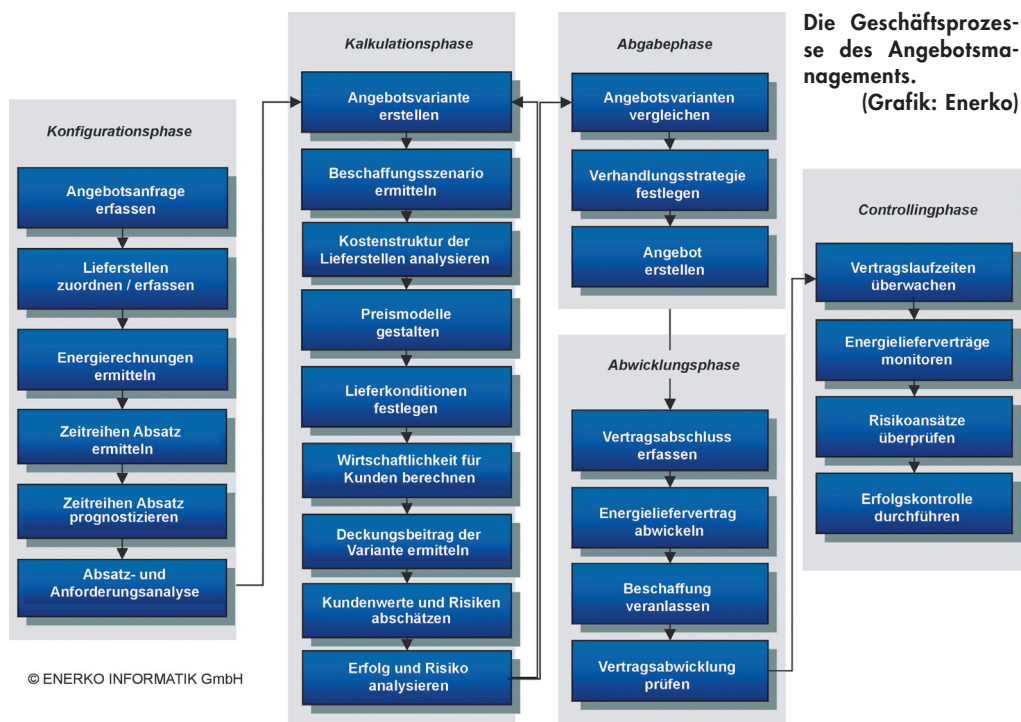 Die Geschäftsprozes-
se des Angebotsma-
nagements.
(Grafik: Enerko)
Konfigurationsphase
Angebotsanfrage
erfassen
Lieferstellen
zuordnen / erfassen
Energierechnungen
ermitteln
Zeitreihen Absatz
ermitteln
Zeitreihen Absatz
prognostizieren
Absatz- und
Anforderungsanalyse
Kalkulationsphase
Angebotsvariante
erstellen
Beschaffungsszenario
ermitteln
Kostenstruktur der
Lieferstellen analysieren
Preismodelle
gestalten
Lieferkonditionen
festlegen
Wirtschaftlichkeit für
Kunden berechnen
Deckungsbeitrag der
Variante ermitteln
Kundenwerte und Risiken
abschätzen
Erfolg und Risiko
analysieren
Abgabephase
Angebotsvarianten
vergleichen
Verhandlungsstrategie
festlegen
Angebot
erstellen
Abwicklungsphase
Vertragsabschluss
erfassen
Energieliefervertrag
abwickeln
Beschaffung
veranlassen
Vertragsabwicklung
prüfen
Controllingphase
Vertragslaufzeiten
überwachen
Energielieferverträge
monitoren
Risikoansätze
überprüfen
Erfolgskontrolle
durchführen
© ENERKO INFORMATIK GmbH